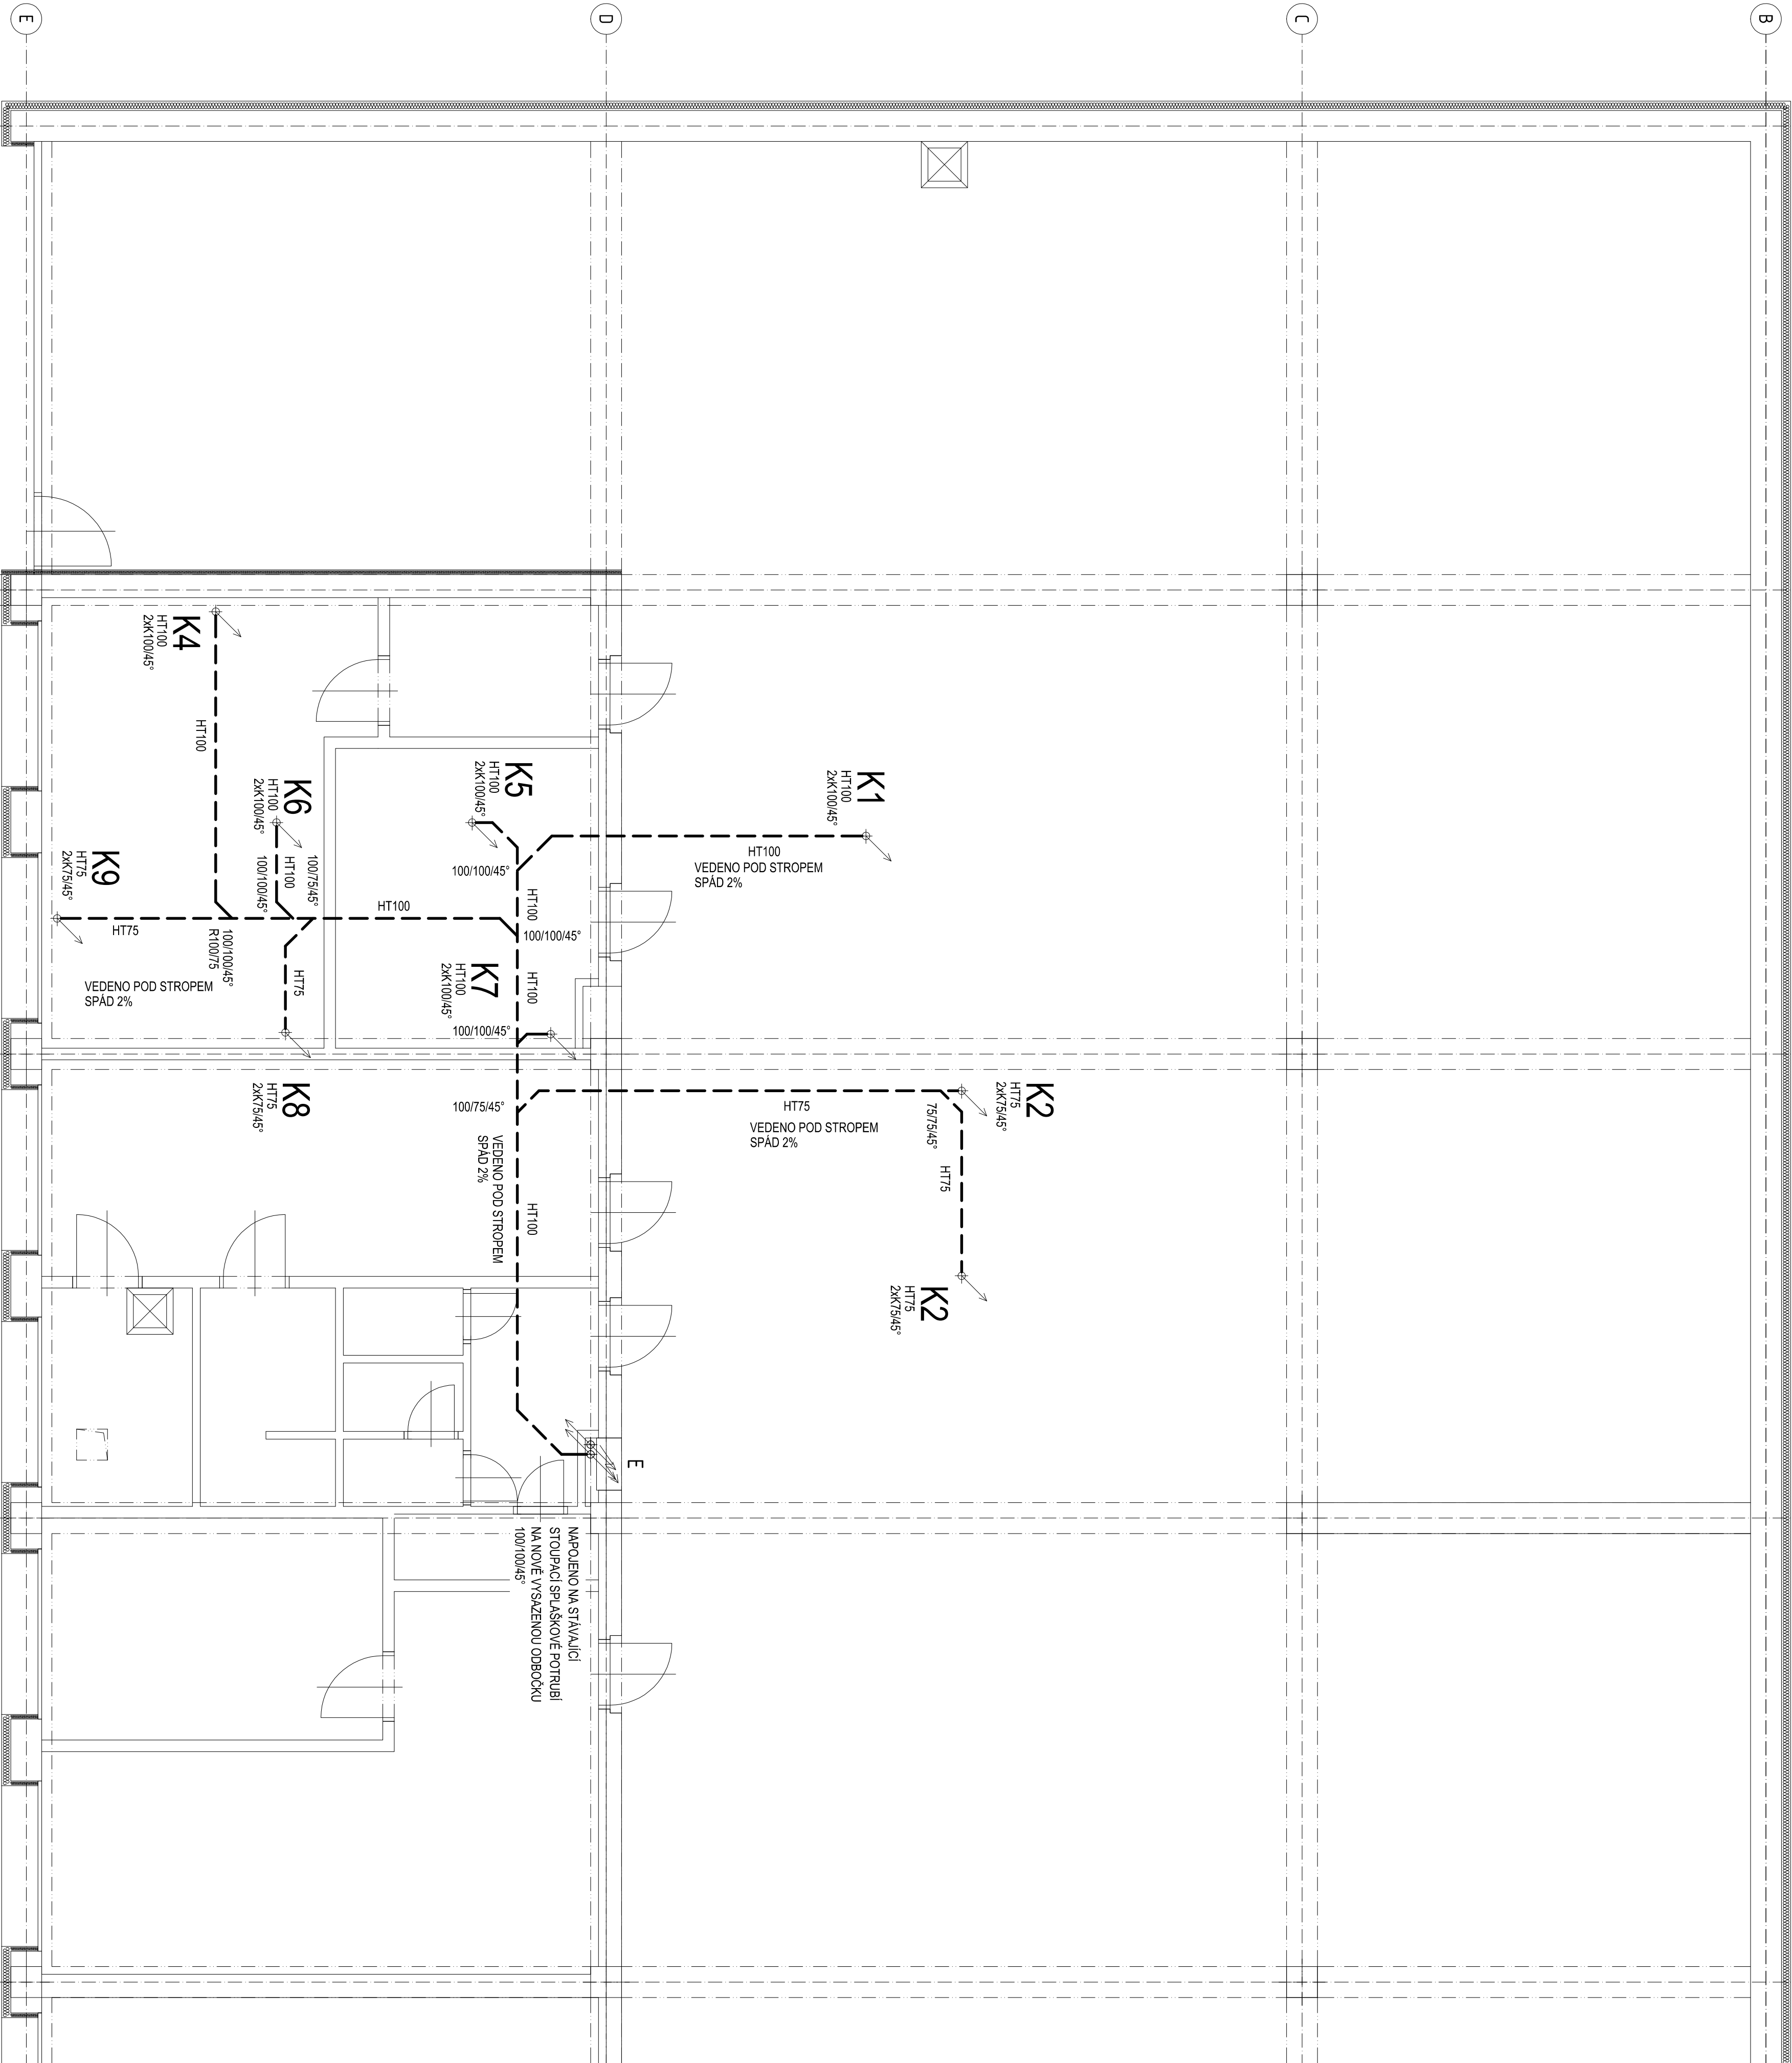 E
D
C
B
K4
HT100
2xK100/45°
HT100
K6
HT100
2xK100/45°
HT100
100/100/45°
100/75/45°
K9
HT75
2xK75/45°
HT75
100/100/45°
R100/75
VEDENO POD STROPEM
SPÁD 2%
HT75
K8
HT75
2xK75/45°
HT100
K5
HT100
2xK100/45°
100/100/45°
HT100
100/100/45°
K7
HT100
2xK100/45°
HT100
100/100/45°
K1
HT100
2xK100/45°
HT100
VEDENO POD STROPEM
SPÁD 2%
K2
HT75
2xK75/45°
75/75/45°
HT75
HT75
VEDENO POD STROPEM
SPÁD 2%
K2
HT75
2xK75/45°
100/75/45°
VEDENO POD STROPEM
SPÁD 2%
HT100
E
NAPOJENO NA STÁVAJÍCÍ
STOUPACÍ SPLAŠKOVÉ POTRUBÍ
NA NOVĚ VYSAZENOU ODBOČKU
100/100/45°